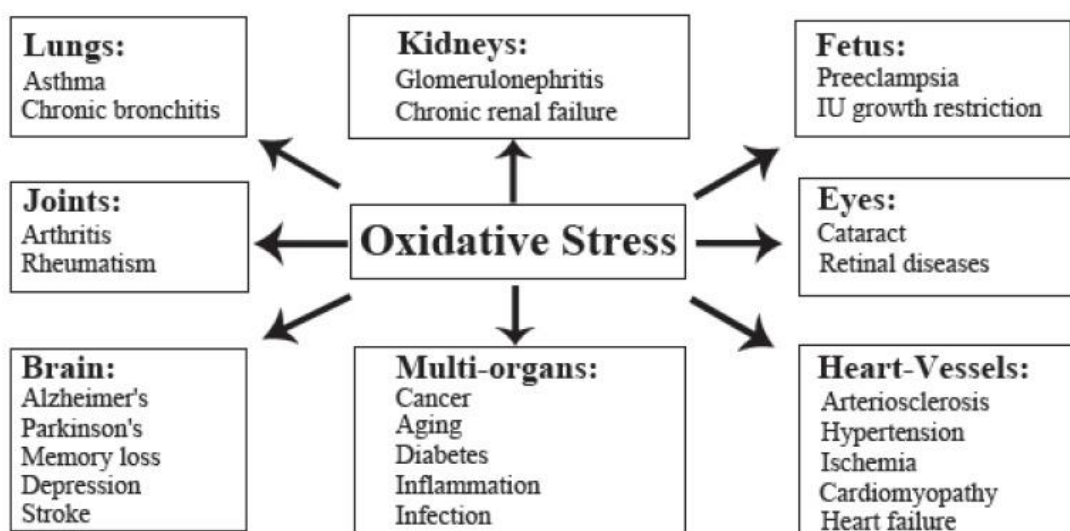 Lungs:
Asthma
Chronic bronchitis
Kidneys:
Glomerulonephritis
Chronic renal failure
Fetus:
Preeclampsia
IU growth restriction
Joints:
Arthritis
Rheumatism
Oxidative Stress
Eyes:
Cataract
Retinal diseases
Brain:
Alzheimer's
Parkinson's
Memory loss
Depression
Stroke
Multi-organs:
Cancer
Aging
Diabetes
Inflammation
Infection
Heart-Vessels:
Arteriosclerosis
Hypertension
Ischemia
Cardiomyopathy
Heart failure